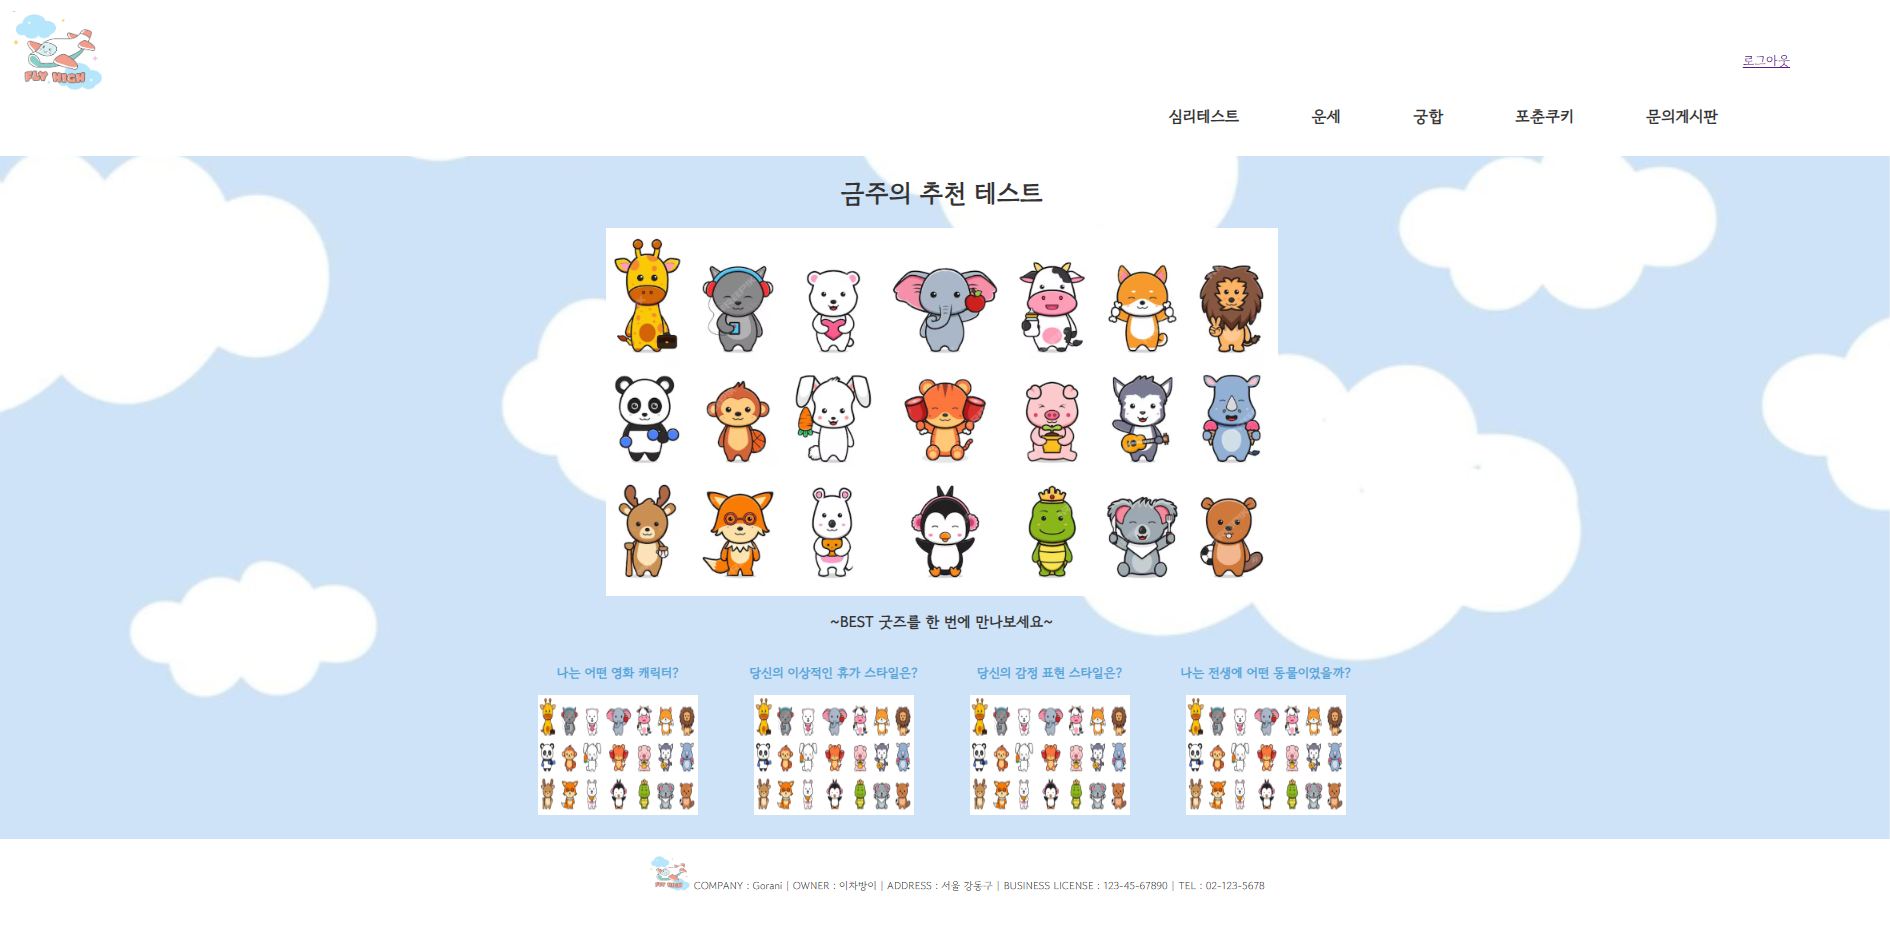 FLY HIGH
로그아웃
심리테스트 운세 궁합 포춘쿠키 문의게시판
금주의 추천 테스트
~BEST 굿즈를 한 번에 만나보세요~
나는 어떤 영화 캐릭터? 당신의 이상적인 휴가 스타일은? 당신의 감정 표현 스타일은? 나는 전생에 어떤 동물이였을까?
FLY HIGH
COMPANY : Gorani | OWNER : 이차방이 | ADDRESS : 서울 강동구 | BUSINESS LICENSE : 123-45-67890 | TEL : 02-123-5678